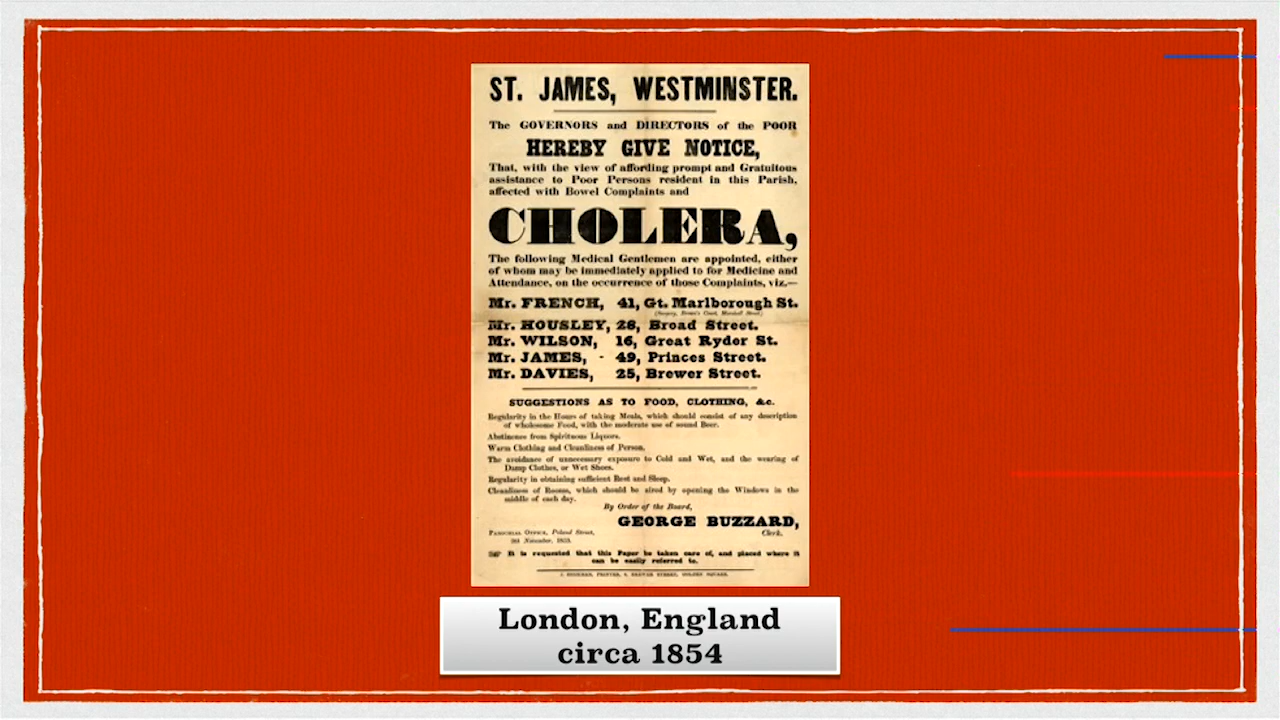 ST. JAMES, WESTMINSTER.
The GOVERNORS and DIRECTORS of the POOR
HEREBY GIVE NOTICE,
That, with the view of affording prompt and Gratuitous
assistance to Poor Persons resident in this Parish,
affected with Bowel Complaints and
CHOLERA,
The following Medical Gentlemen are appointed, either
of whom may be immediately applied to for Medicine and
Attendance, on the occurrence of those Complaints, viz.—
Mr. FRENCH, 41, Gt. Marlborough St.
Mr. HOUSLEY, 28, Broad Street.
Mr. WILSON, 16, Great Ryder St.
Mr. JAMES, - 49, Princes Street.
Mr. DAVIES, 25, Brewer Street.
SUGGESTIONS AS TO FOOD, CLOTHING, &c.
Regularity in the Hours of taking Meals, which should consist of any description
of wholesome Food, with the moderate use of sound Beer.
Abstinence from Spirituous Liquors.
Warm Clothing and Cleanliness of Person.
The avoidance of unnecessary exposure to Cold and Wet, and the wearing of
Damp Clothes, or Wet Shoes.
Regularity in obtaining sufficient Rest and Sleep.
Cleanliness of Rooms, which should be aired by opening the Windows in the
middle of each day.
By Order of the Board,
GEORGE BUZZARD,
Clerk.
PAROCHIAL OFFICE, Poland Street,
November, 1853.
It is requested that this Paper be taken care of, and placed where it
can be easily referred to.
London, England
circa 1854